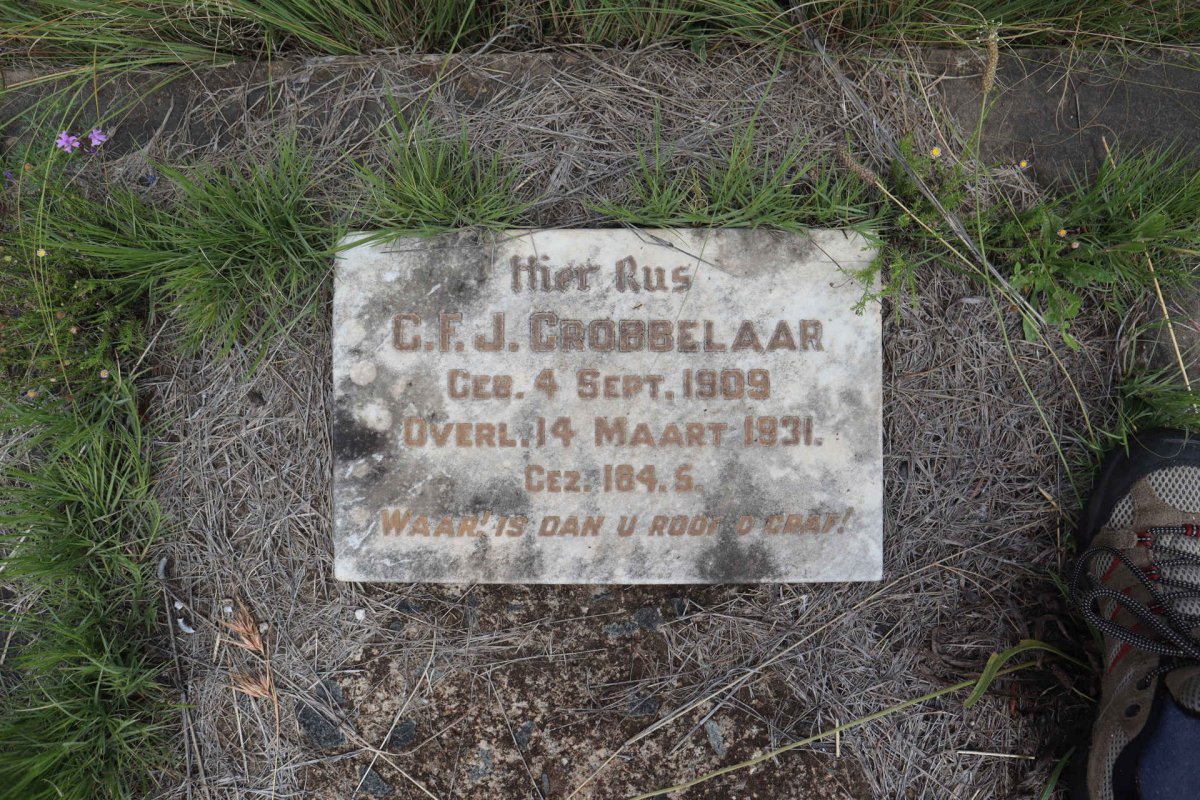 Hier Rus
C.F.J. GROBBELAAR
GEB. 4 SEPT. 1909
OVERL. 14 MAART 1931.
GEZ. 184. 5.
WAAR! IS DAN U ROOF O GRAF!